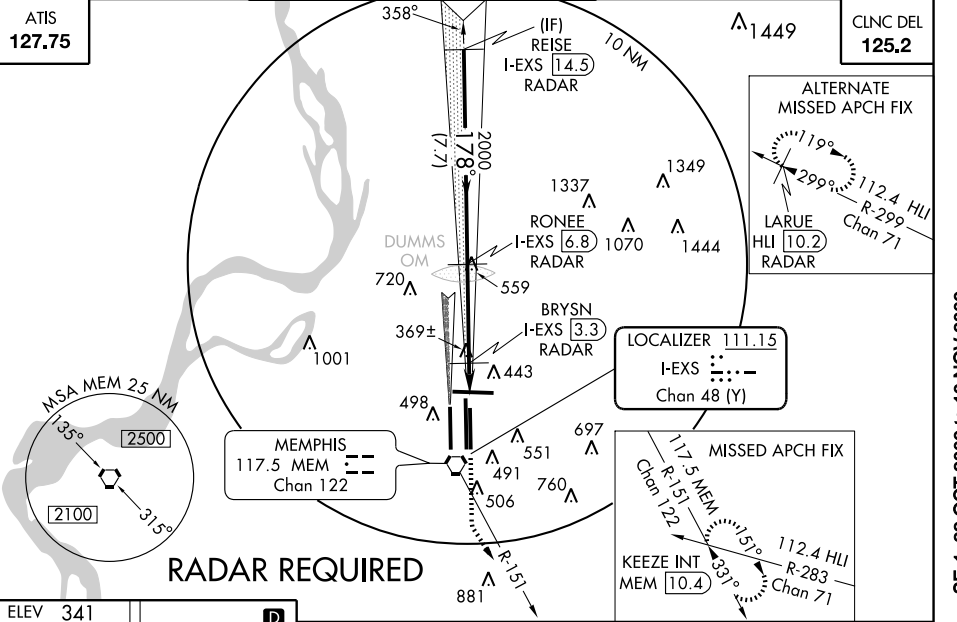 ATIS
127.75
358°
(IF)
REISE
I-EXS 14.5
RADAR
10 NM
1449
CLNC DEL
125.2
ALTERNATE
MISSED APCH FIX
119°
299°
112.4 HLI
R-299
Chan 71
LARUE
HLI 10.2
RADAR
2000
178°
(7.7)
1337
1349
RONEE
I-EXS 6.8
RADAR
1070
1444
DUMMS
OM
720
559
BRYSN
I-EXS 3.3
RADAR
369±
1001
443
LOCALIZER 111.15
I-EXS
Chan 48 (Y)
MSA MEM 25 NM
135°
2500
2100
315°
498
MEMPHIS
117.5 MEM
Chan 122
551
697
491
506
760
MISSED APCH FIX
117.5 MEM
R-151
Chan 122
151°
331°
112.4 HLI
R-283
Chan 71
KEEZE INT
MEM 10.4
RADAR REQUIRED
881
R-151
ELEV 341
D